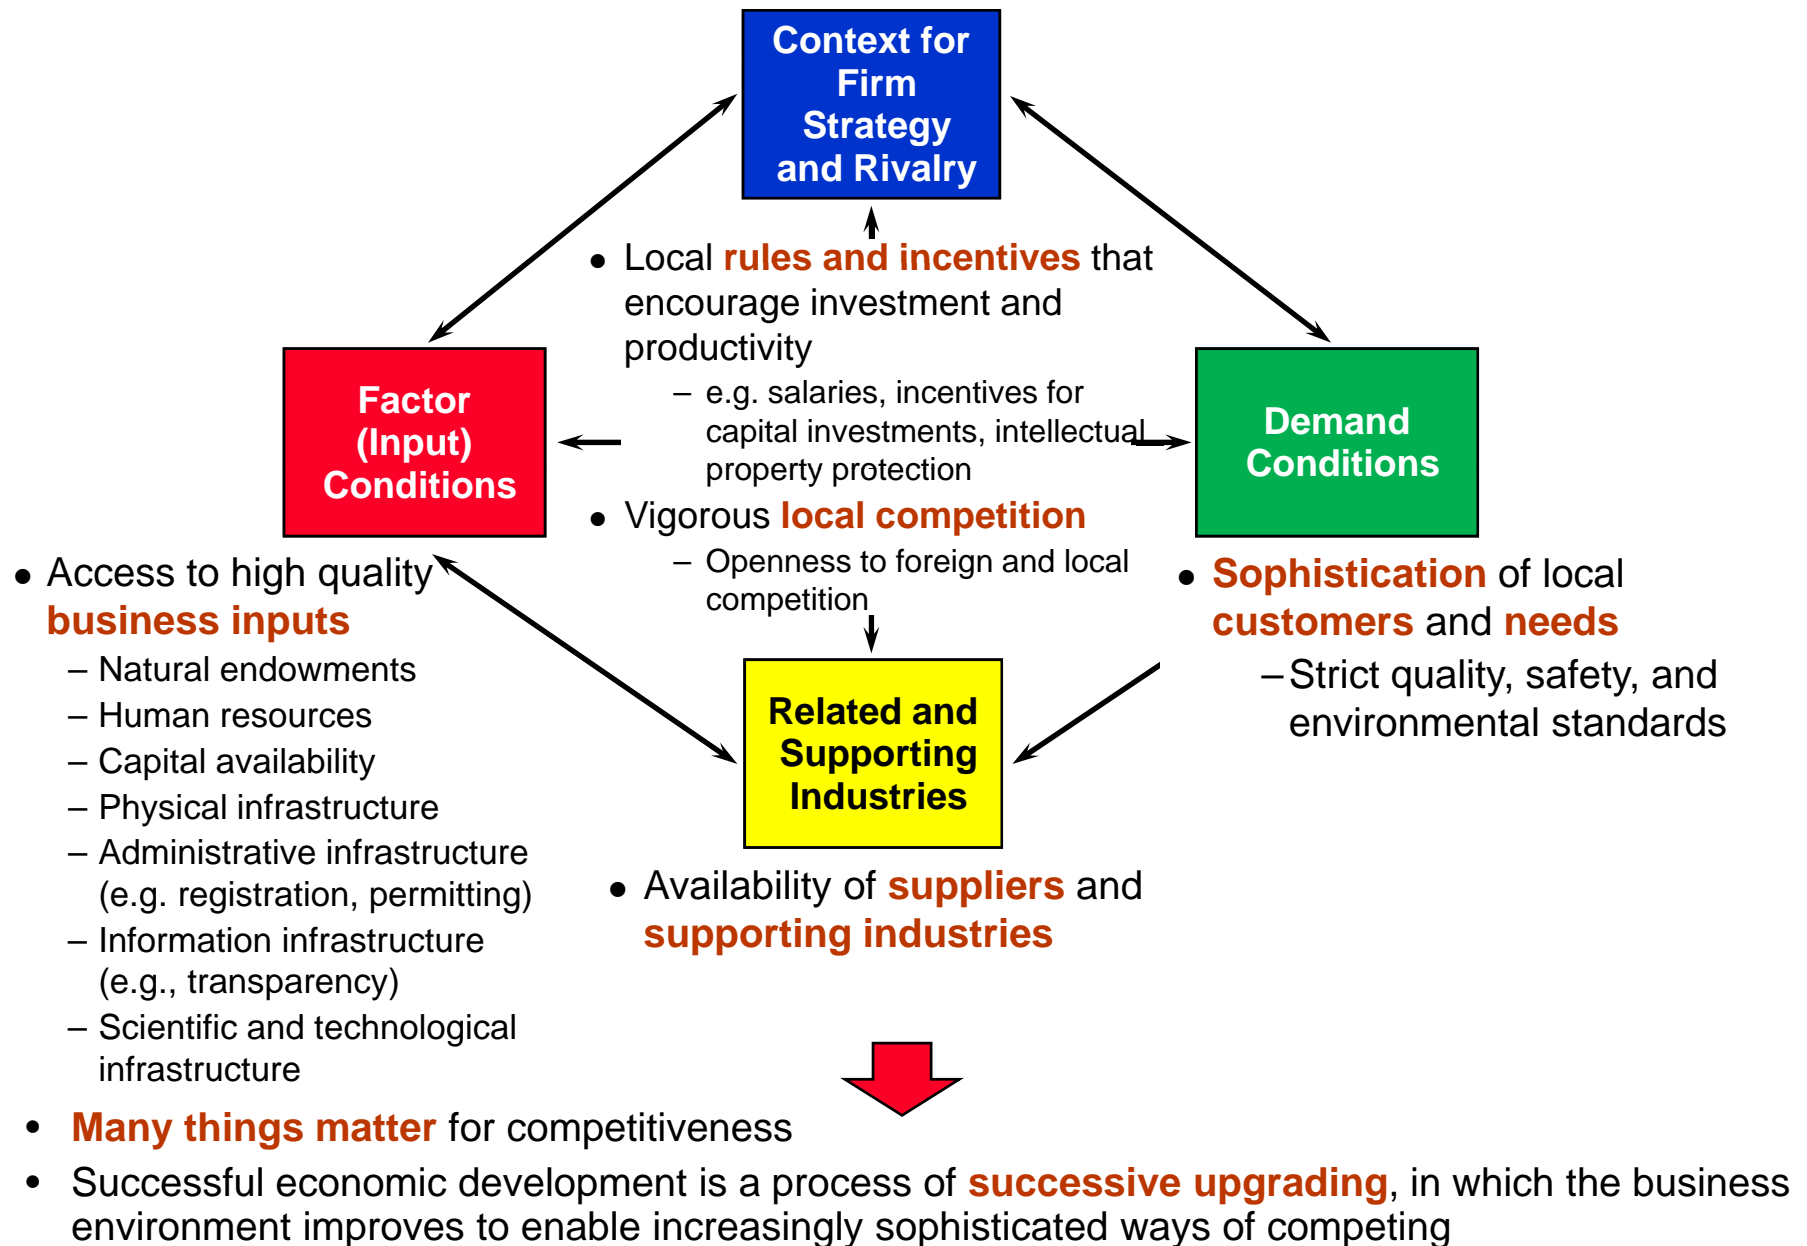 Context for
Firm
Strategy
and Rivalry
● Local rules and incentives that
encourage investment and
productivity
– e.g. salaries, incentives for
capital investments, intellectual
property protection
● Vigorous local competition
– Openness to foreign and local
competition
Factor
(Input)
Conditions
Demand
Conditions
● Access to high quality
business inputs
– Natural endowments
– Human resources
– Capital availability
– Physical infrastructure
– Administrative infrastructure
(e.g. registration, permitting)
– Information infrastructure
(e.g., transparency)
– Scientific and technological
infrastructure
● Sophistication of local
customers and needs
– Strict quality, safety, and
environmental standards
Related and
Supporting
Industries
● Availability of suppliers and
supporting industries
• Many things matter for competitiveness
• Successful economic development is a process of successive upgrading, in which the business
environment improves to enable increasingly sophisticated ways of competing